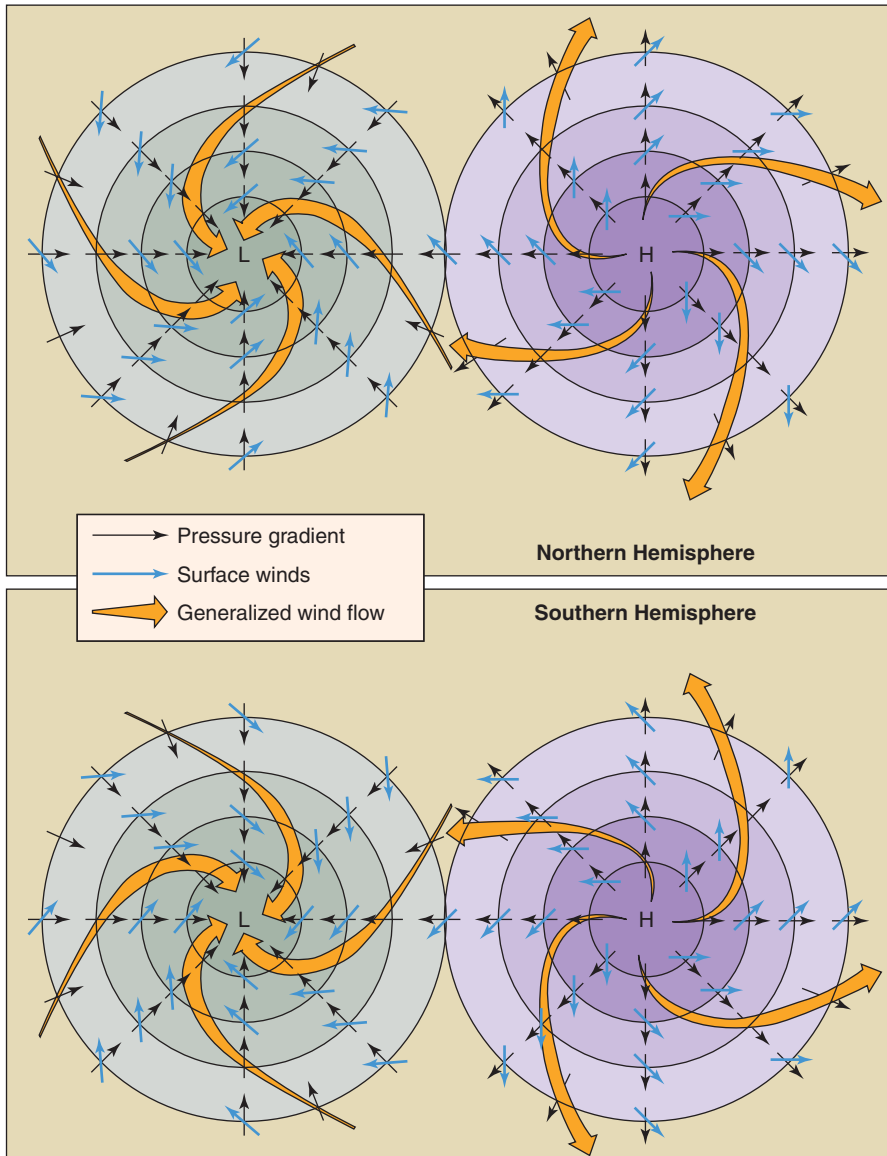 L
H
Pressure gradient
Surface winds
Generalized wind flow
Northern Hemisphere
Southern Hemisphere
L
H